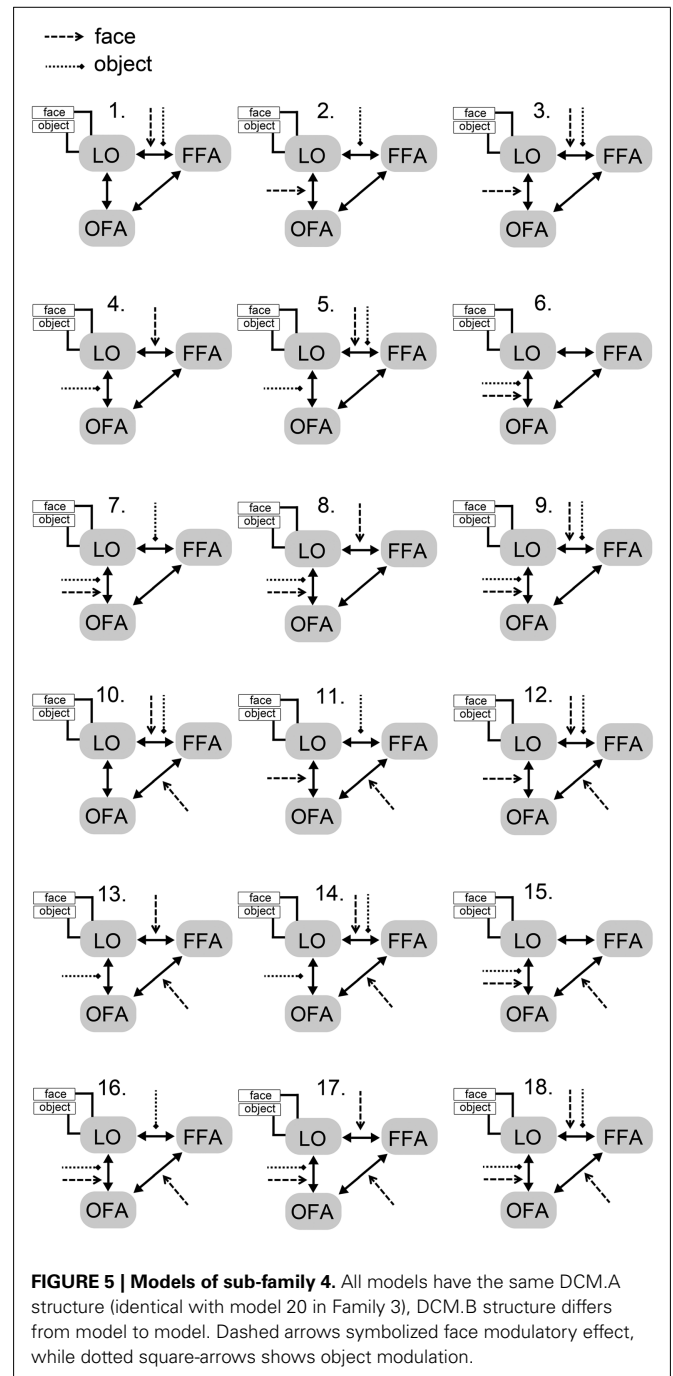 face
object
1. 2. 3.
face face face
object object object
LO FFA LO FFA LO FFA
OFA OFA OFA
4. 5. 6.
face face face
object object object
LO FFA LO FFA LO FFA
OFA OFA OFA
7. 8. 9.
face face face
object object object
LO FFA LO FFA LO FFA
OFA OFA OFA
10. 11. 12.
face face face
object object object
LO FFA LO FFA LO FFA
OFA OFA OFA
13. 14. 15.
face face face
object object object
LO FFA LO FFA LO FFA
OFA OFA OFA
16. 17. 18.
face face face
object object object
LO FFA LO FFA LO FFA
OFA OFA OFA
FIGURE 5 | Models of sub-family 4. All models have the same DCM.A
structure (identical with model 20 in Family 3), DCM.B structure differs
from model to model. Dashed arrows symbolized face modulatory effect,
while dotted square-arrows shows object modulation.